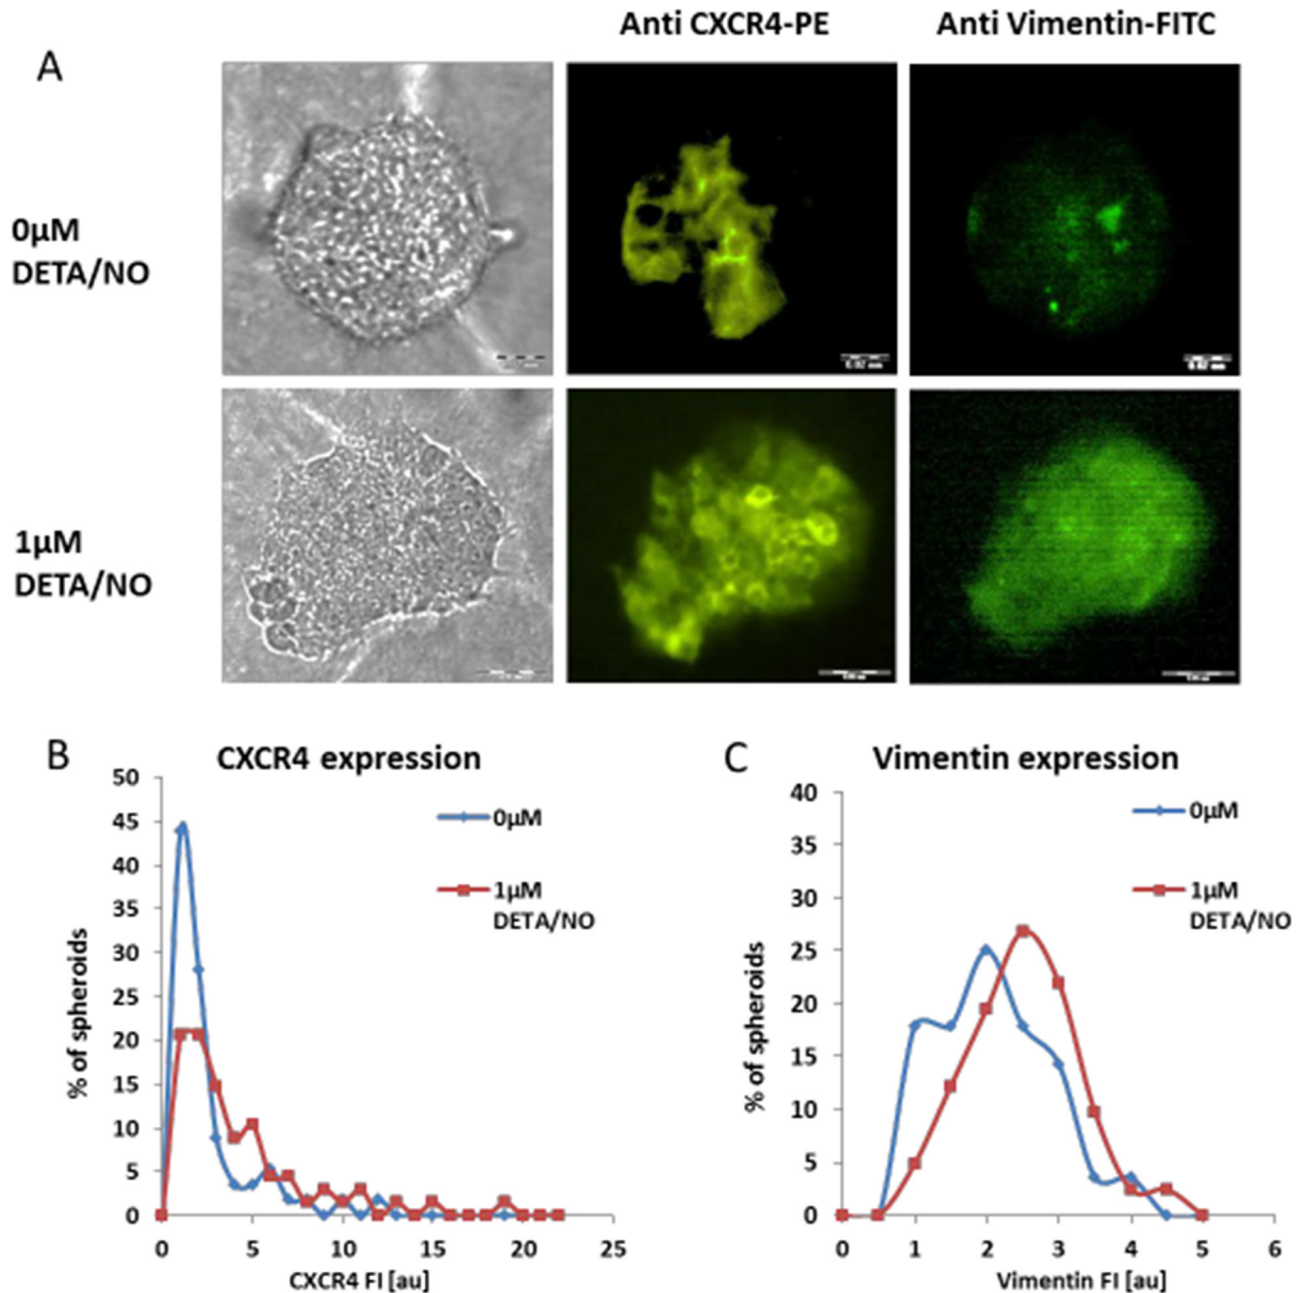 Anti CXCR4-PE
Anti Vimentin-FITC
A
0µM
DETA/NO
0.02 mm
1µM
DETA/NO
B
CXCR4 expression
50
45
40
35
30
25
20
15
10
5
0
% of spheroids
0µM
1µM
DETA/NO
0
5
10
15
20
25
CXCR4 FI [au]
C
Vimentin expression
40
35
30
25
20
15
10
5
0
% of spheroids
0µM
1µM
DETA/NO
0
1
2
3
4
5
6
Vimentin FI [au]